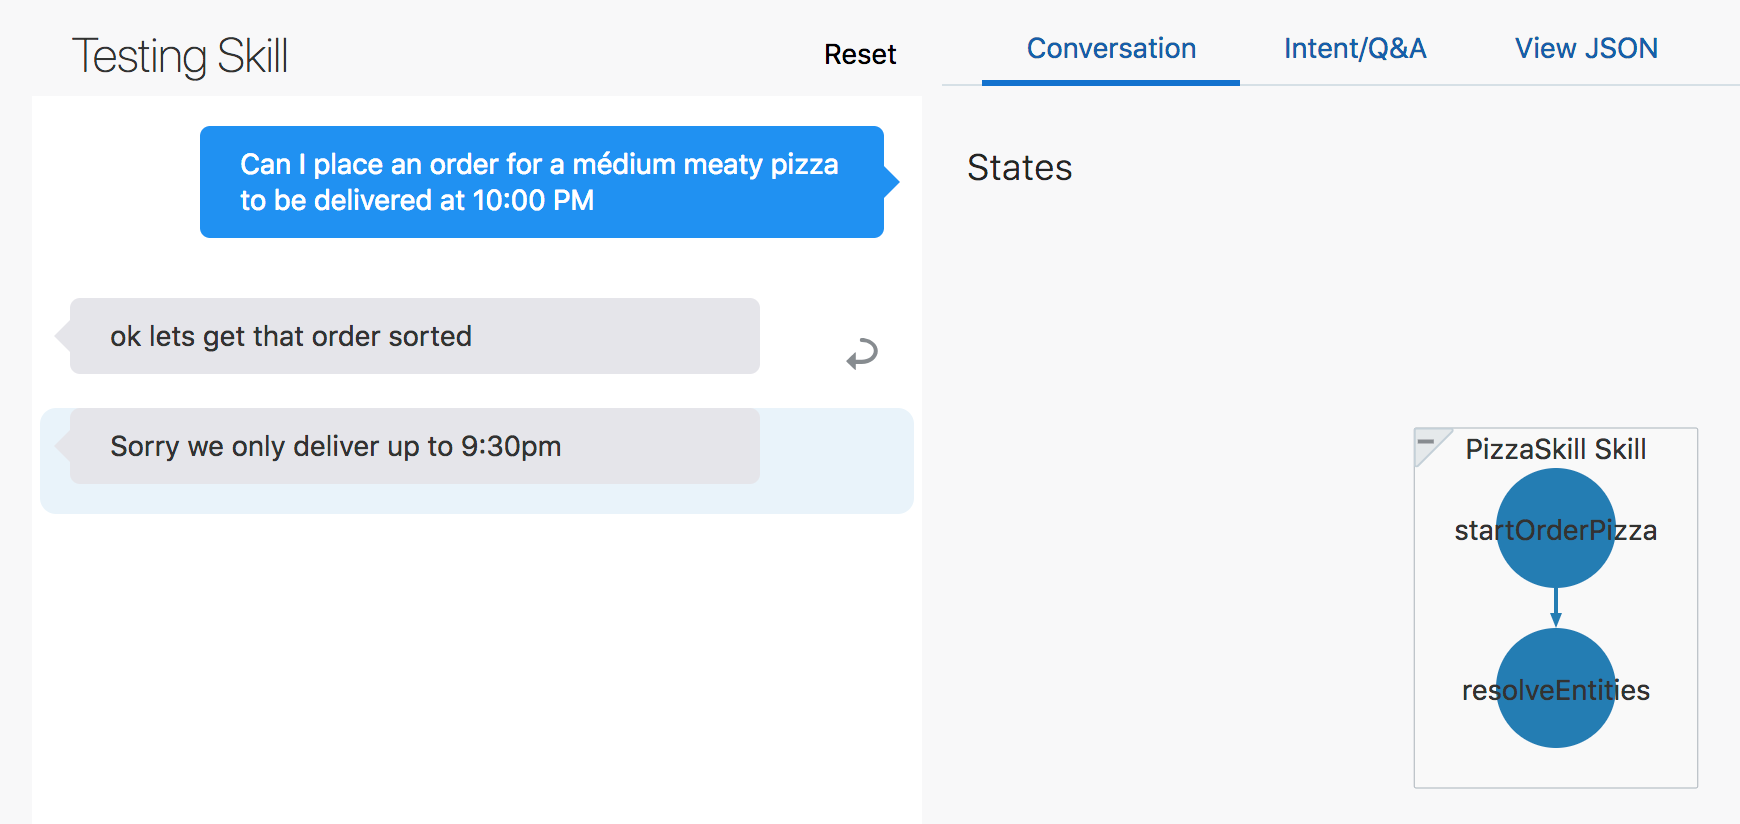 Testing Skill
Reset
Can I place an order for a médium meaty pizza
to be delivered at 10:00 PM
ok lets get that order sorted
Sorry we only deliver up to 9:30pm
Conversation
Intent/Q&A
View JSON
States
PizzaSkill Skill
startOrderPizza
resolveEntities